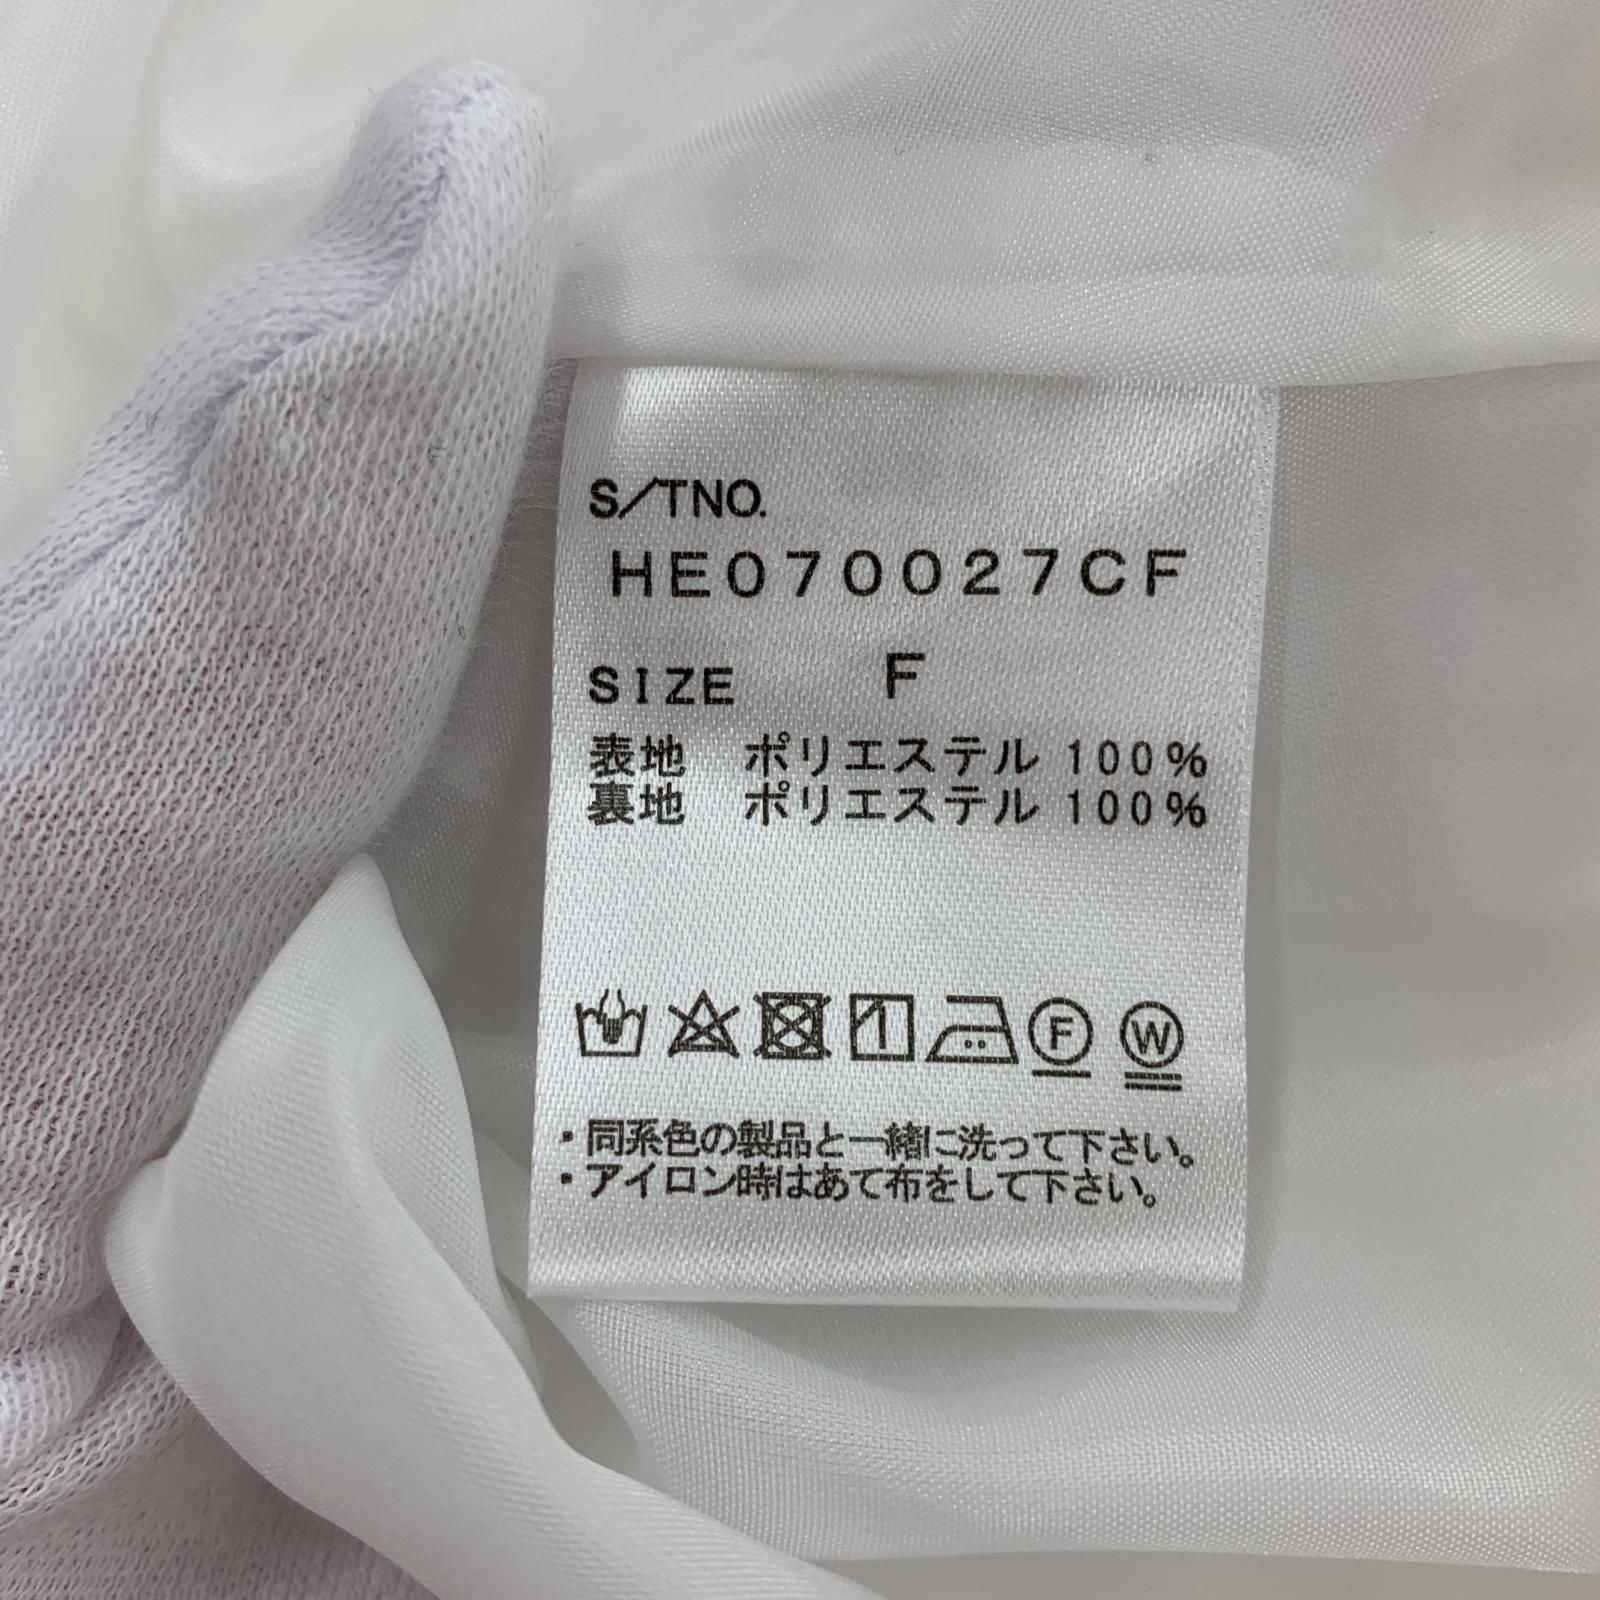 S/TNO.
HE070027CF
SIZE F
表地 ポリエステル 100%
裏地 ポリエステル 100%
F W
・同系色の製品と一緒に洗って下さい。
・アイロン時はあて布をして下さい。